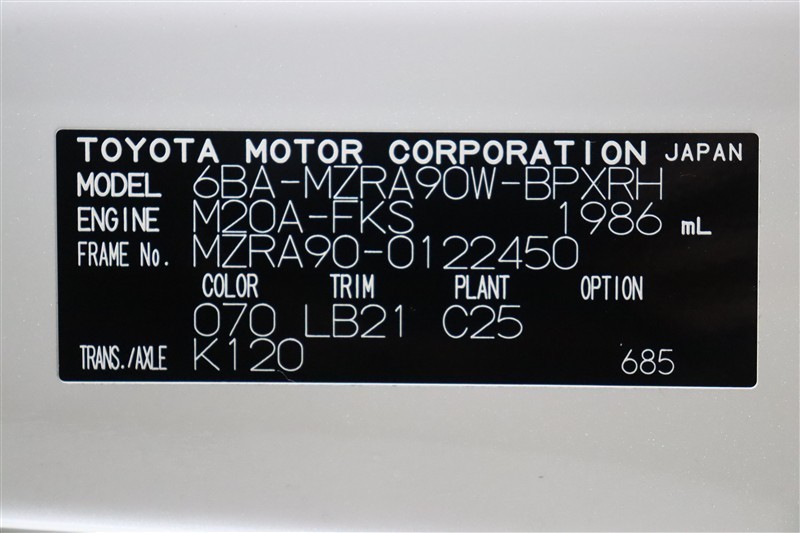 TOYOTA MOTOR CORPORATION JAPAN
MODEL 6BA-MZRA90W-BPXRH
ENGINE M20A-FKS 1986 mL
FRAME No. MZRA90-0122450
COLOR TRIM PLANT OPTION
070 LB21 C25
TRANS./AXLE K120 685